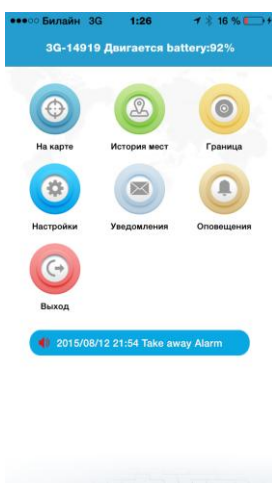 Билайн 3G 1:26 16 %
3G-14919 Двигается battery:92%
На карте История мест Граница
Настройки Уведомления Оповещения
Выход
2015/08/12 21:54 Take away Alarm